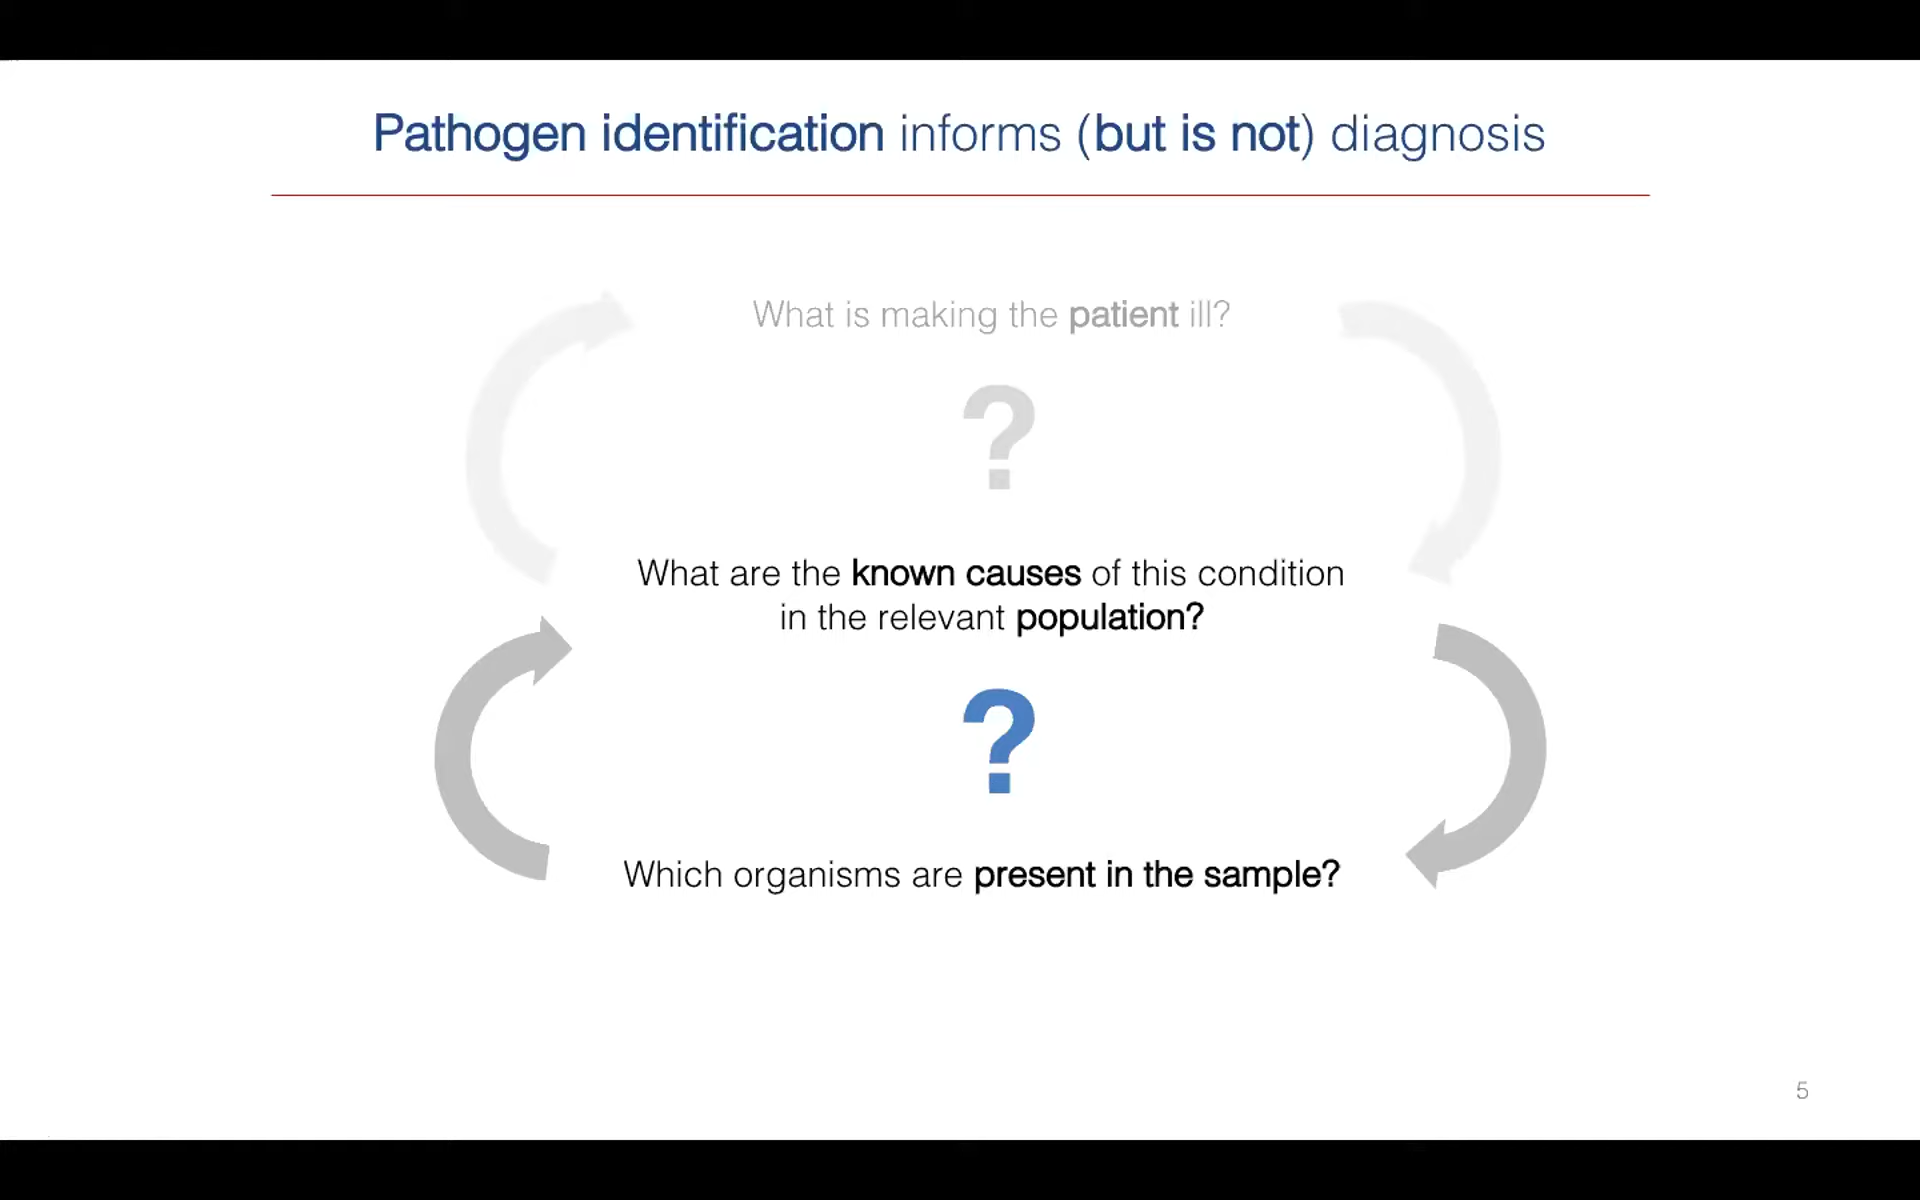 Pathogen identification informs (but is not) diagnosis
What is making the patient ill?
?
What are the known causes of this condition
in the relevant population?
?
Which organisms are present in the sample?
5